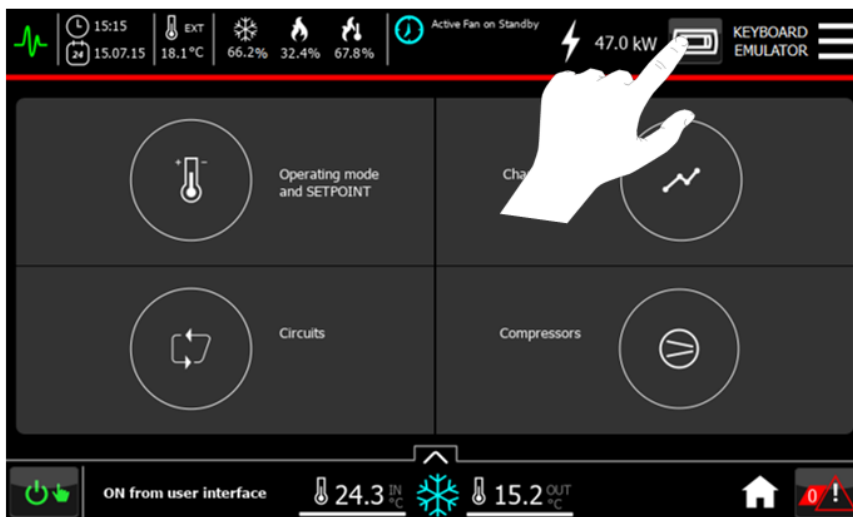 15:15
24 15.07.15
EXT
18.1°C
66.2%
32.4%
67.8%
Active Fan on Standby
47.0 kW
KEYBOARD
EMULATOR
Operating mode
and SETPOINT
Circuits
Compressors
ON from user interface
24.3 IN °C
15.2 OUT °C
0